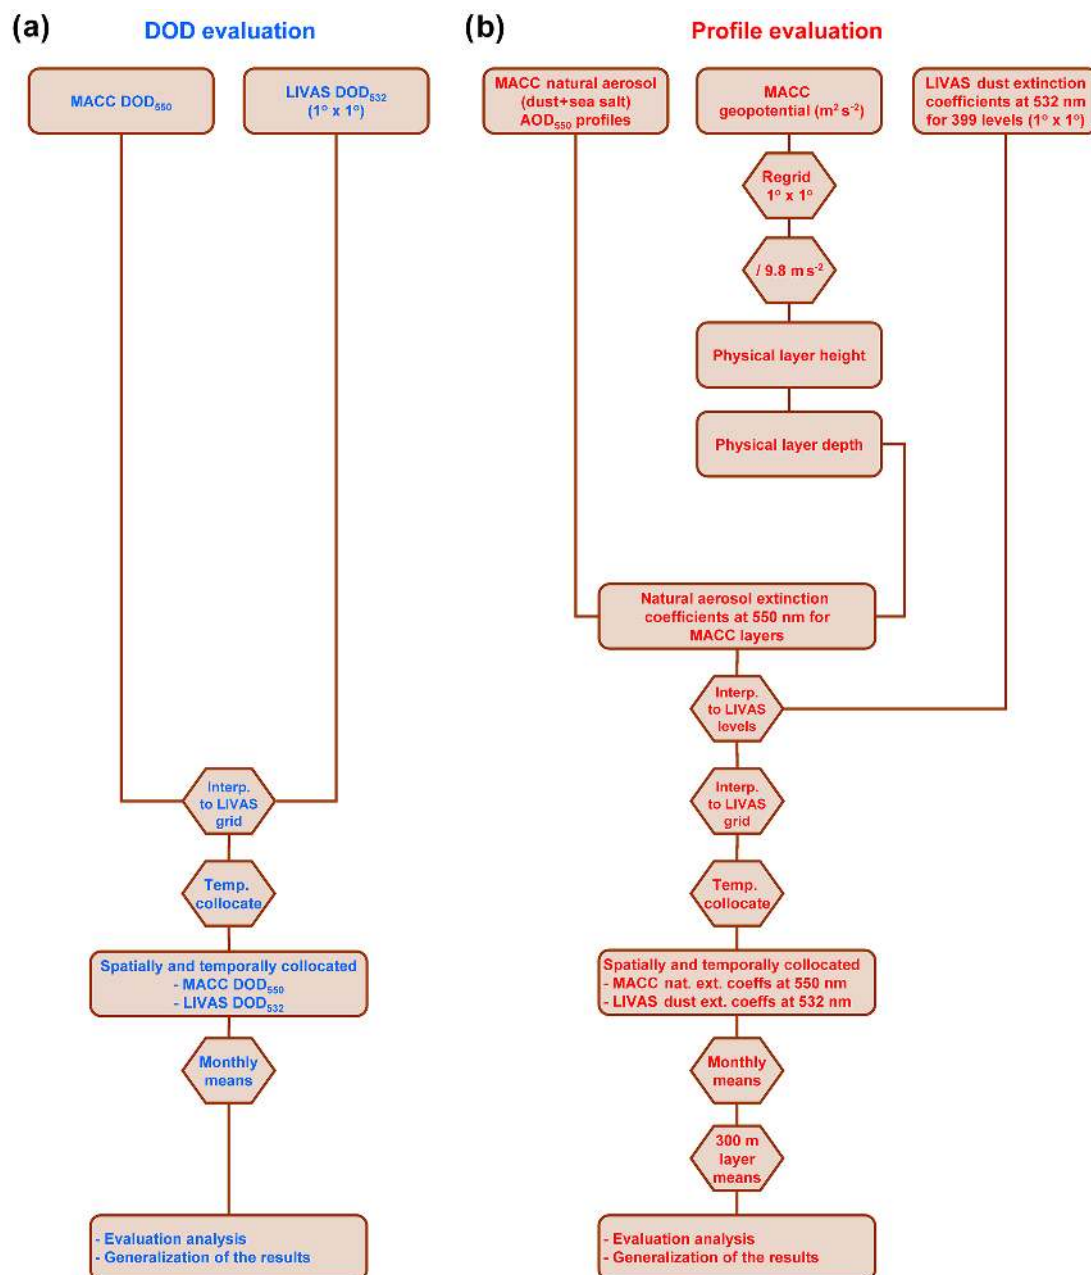 (a)
DOD evaluation
MACC DOD₅₅₀
LIVAS DOD₅₃₂
(1° x 1°)
Interp.
to LIVAS
grid
Temp.
collocate
Spatially and temporally collocated
- MACC DOD₅₅₀
- LIVAS DOD₅₃₂
Monthly
means
- Evaluation analysis
- Generalization of the results
(b)
Profile evaluation
MACC natural aerosol
(dust+sea salt)
AOD₅₅₀ profiles
MACC
geopotential (m² s⁻²)
LIVAS dust extinction
coefficients at 532 nm
for 399 levels (1° x 1°)
Regrid
1° x 1°
/ 9.8 m s⁻²
Physical layer height
Physical layer depth
Natural aerosol extinction
coefficients at 550 nm for
MACC layers
Interp.
to LIVAS
levels
Interp.
to LIVAS
grid
Temp.
collocate
Spatially and temporally collocated
- MACC nat. ext. coeffs at 550 nm
- LIVAS dust ext. coeffs at 532 nm
Monthly
means
300 m
layer
means
- Evaluation analysis
- Generalization of the results